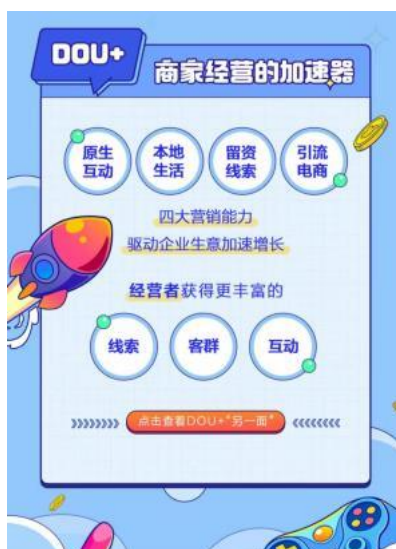 DOU+
商家经营的加速器
原生 本地 留资 引流
互动 生活 线索 电商
四大营销能力
驱动企业生意加速增长
经营者获得更丰富的
线索 客群 互动
点击查看DOU+“另一面”